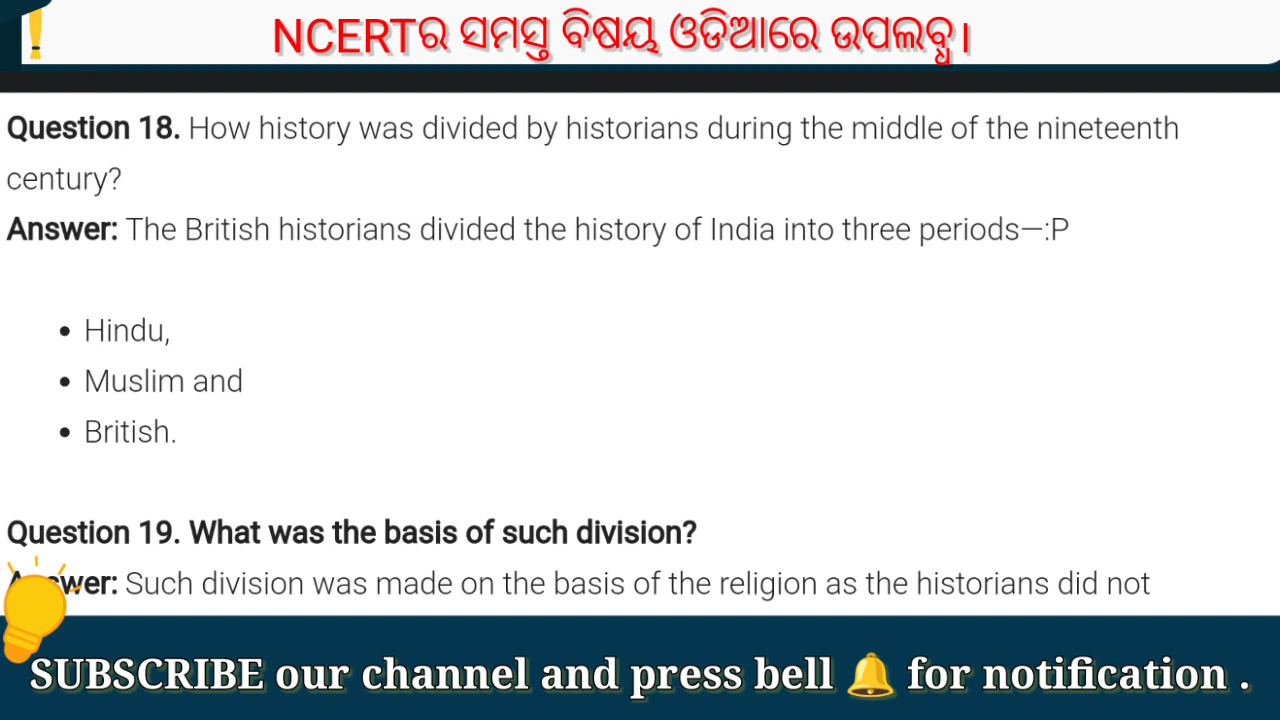 NCERTର ସମସ୍ତ ବିଷୟ ଓଡିଆରେ ଉପଲବ୍ଧ।
Question 18. How history was divided by historians during the middle of the nineteenth
century?
Answer: The British historians divided the history of India into three periods—:P
• Hindu,
• Muslim and
• British.
Question 19. What was the basis of such division?
Answer: Such division was made on the basis of the religion as the historians did not
SUBSCRIBE our channel and press bell 🔔 for notification .